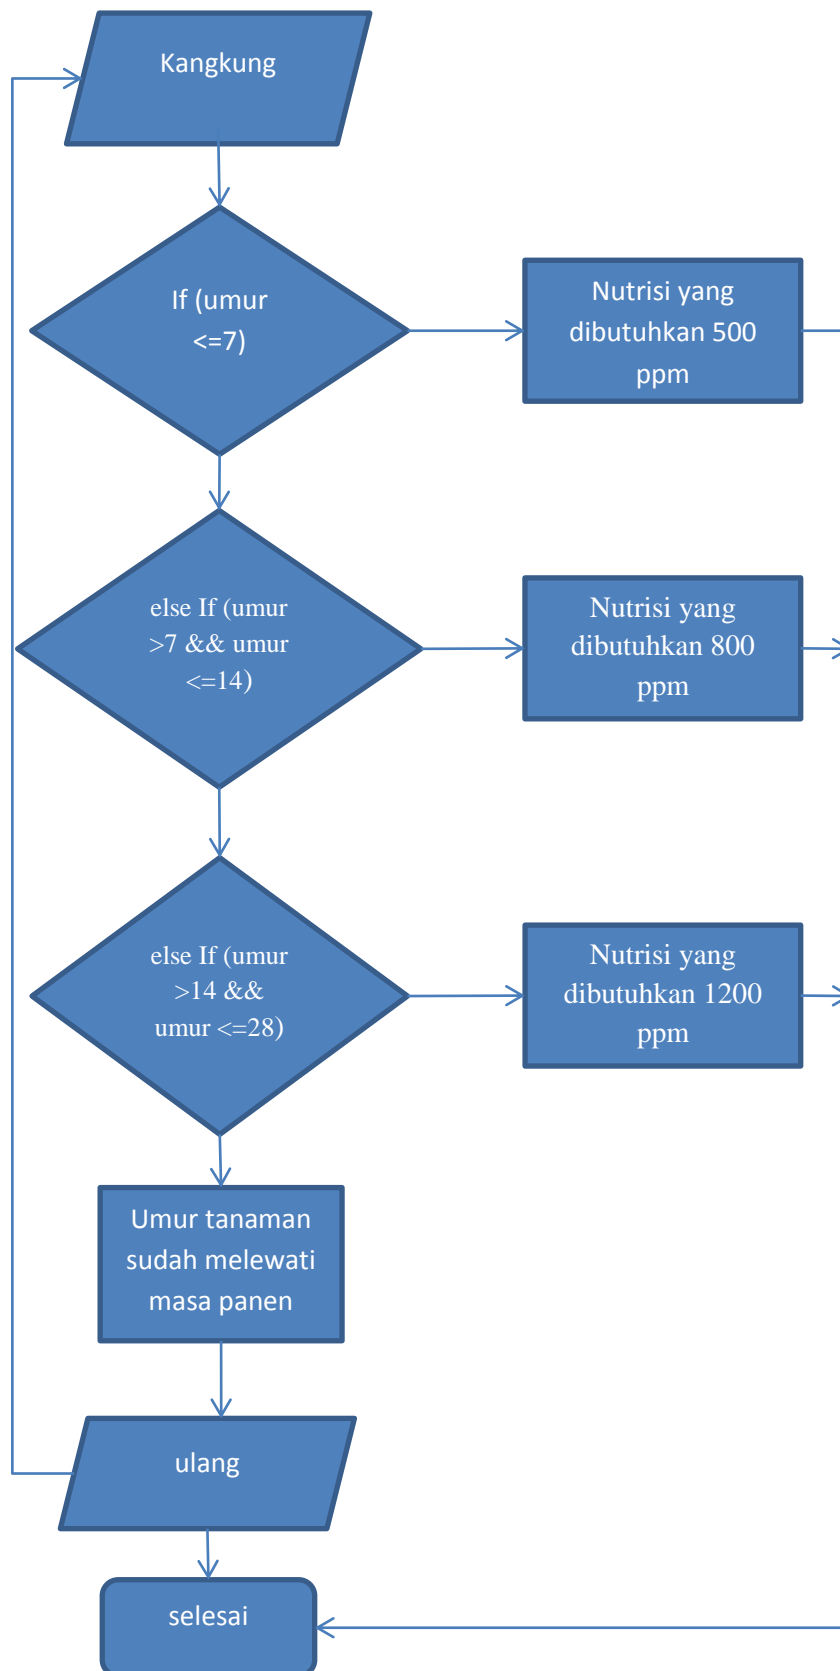 Kangkung
If (umur
<=7)
Nutrisi yang
dibutuhkan 500
ppm
else If (umur
>7 && umur
<=14)
Nutrisi yang
dibutuhkan 800
ppm
else If (umur
>14 &&
umur <=28)
Nutrisi yang
dibutuhkan 1200
ppm
Umur tanaman
sudah melewati
masa panen
ulang
selesai